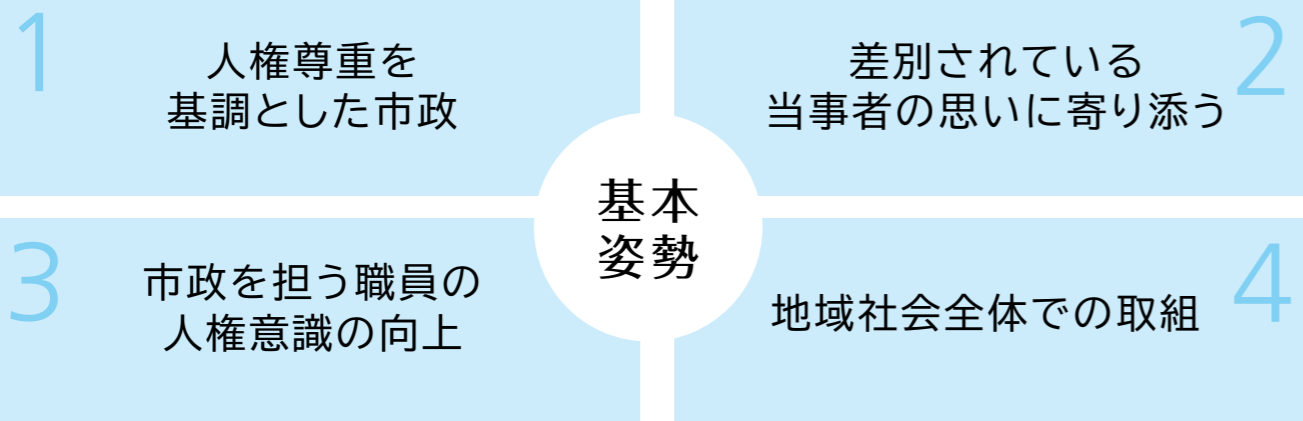 1
人権尊重を
基調とした市政
2
差別されている
当事者の思いに寄り添う
基本
姿勢
3
市政を担う職員の
人権意識の向上
4
地域社会全体での取組